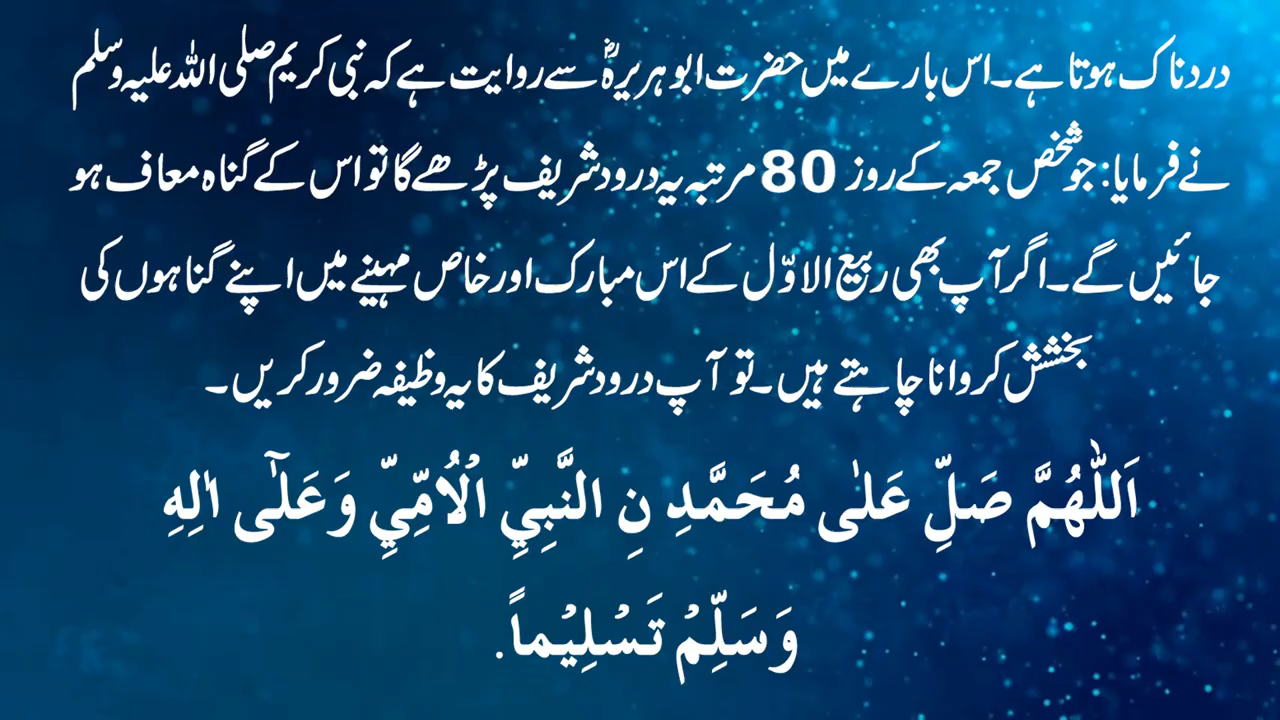 دردناک ہوتا ہے۔ اس بارے میں حضرت ابو ہریرہؓ سے روایت ہے کہ نبی کریم صلی اللہ علیہ وسلم
نے فرمایا: جو شخص جمعہ کے روز 80 مرتبہ یہ درود شریف پڑھے گا تو اس کے گناہ معاف ہو
جائیں گے۔ اگر آپ بھی ربیع الاوّل کے اس مبارک اور خاص مہینے میں اپنے گناہوں کی
بخشش کروانا چاہتے ہیں۔ تو آپ درود شریف کا یہ وظیفہ ضرور کریں۔
اَللّٰهُمَّ صَلِّ عَلٰى مُحَمَّدِ نِ النَّبِيِّ الْاُمِّيِّ وَعَلٰٓى اٰلِهِ
وَسَلِّمْ تَسْلِيْماً.